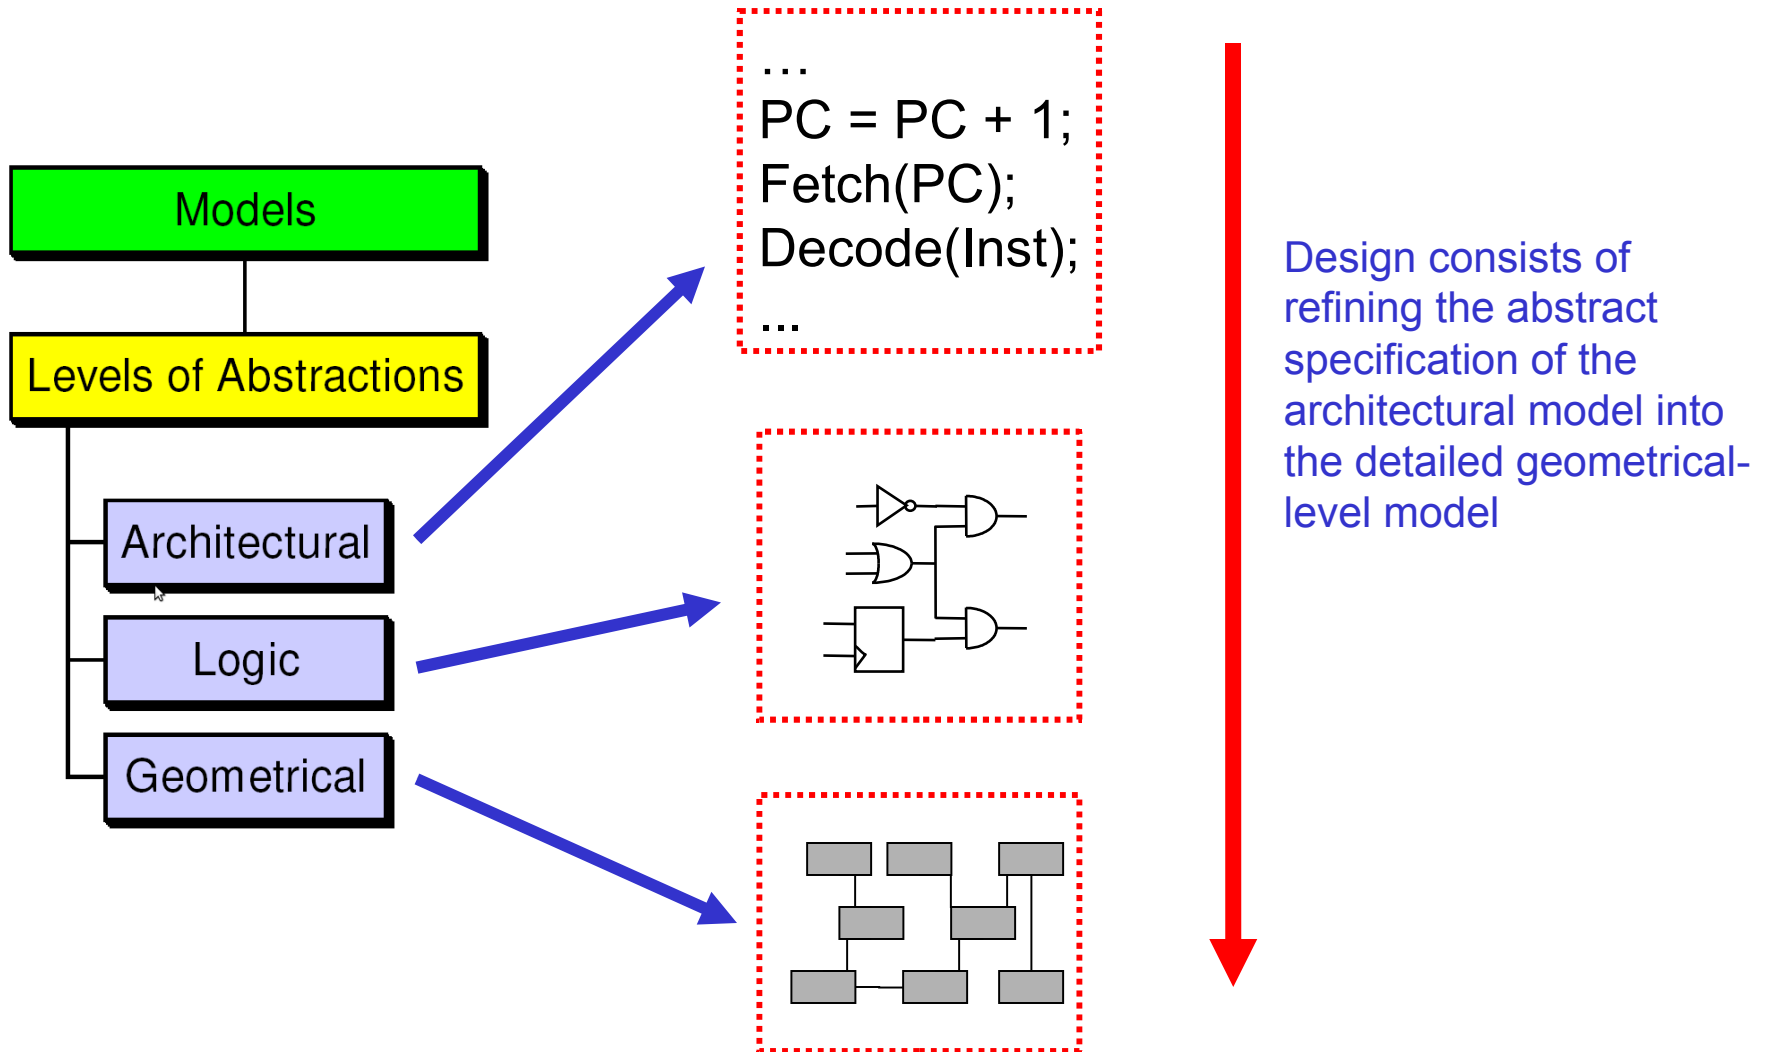 Models
Levels of Abstractions
Architectural
Logic
Geometrical
…
PC = PC + 1;
Fetch(PC);
Decode(Inst);
...
Design consists of
refining the abstract
specification of the
architectural model into
the detailed geometrical-
level model